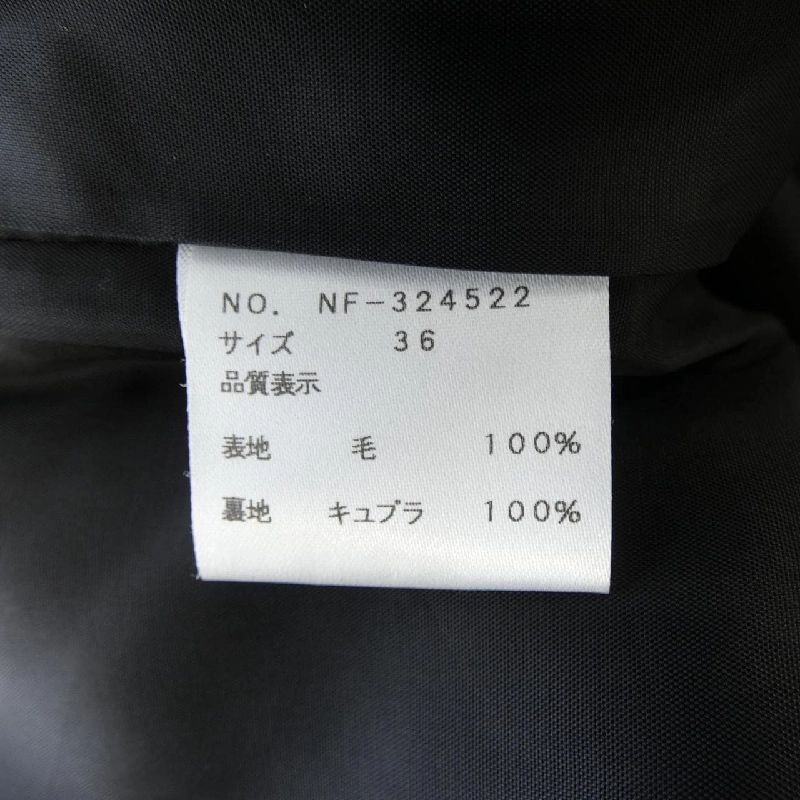 NO. NF-324522
サイズ 36
品質表示
表地 毛 100%
裏地 キュプラ 100%